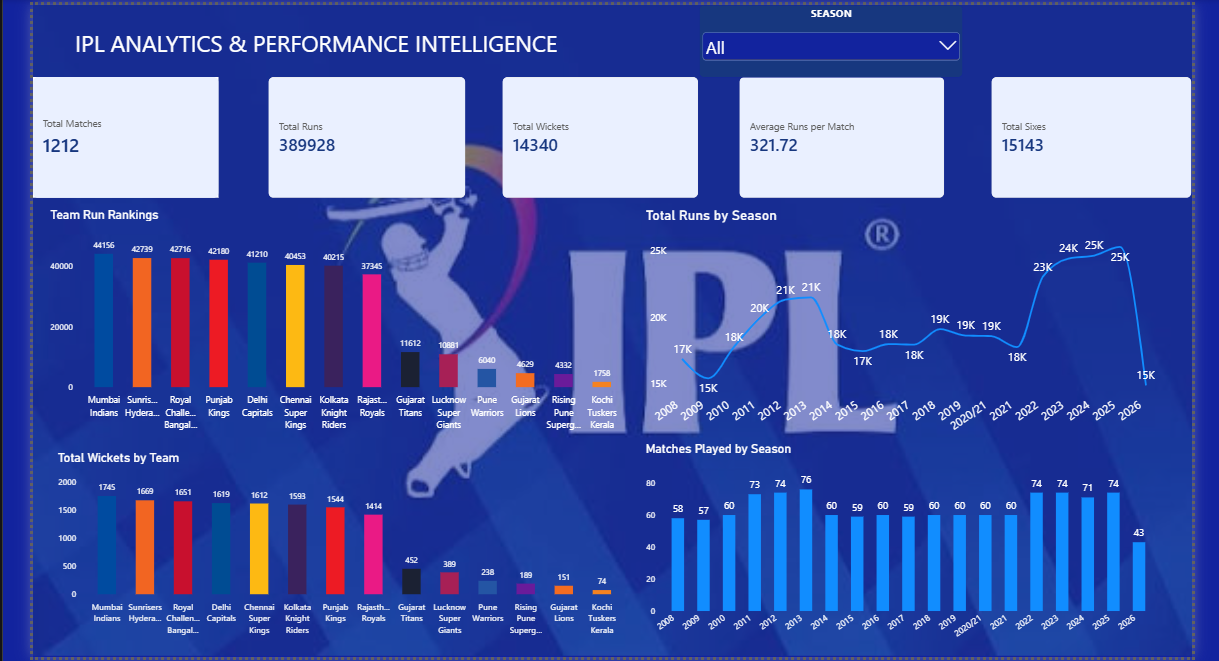 SEASON
IPL ANALYTICS & PERFORMANCE INTELLIGENCE
All
Total Matches
1212
Total Runs
389928
Total Wickets
14340
Average Runs per Match
321.72
Total Sixes
15143
Team Run Rankings
44156 42739 42716 42180 41210 40453 40215 37345 11612 10881 6040 4629 4332 1758
40000
20000
0
Mumbai Sunris... Royal Punjab Delhi Chennai Kolkata Rajast... Gujarat Lucknow Pune Gujarat Rising Kochi
Indians Hydera... Challe... Kings Capitals Super Knight Royals Titans Super Warriors Lions Pune Tuskers
Bangal... Kings Riders Giants Superg... Kerala
Total Runs by Season
25K
20K
15K
17K 15K 18K 20K 21K 21K 18K 17K 18K 18K 19K 19K 19K 18K 23K 24K 25K 25K 15K
2008 2009 2010 2011 2012 2013 2014 2015 2016 2017 2018 2019 2020/21 2021 2022 2023 2024 2025 2026
IPL
®
Total Wickets by Team
2000
1500
1000
500
0
1745 1669 1651 1619 1612 1593 1544 1414 452 389 238 189 151 74
Mumbai Sunrisers Royal Delhi Chennai Kolkata Punjab Rajasth... Gujarat Lucknow Pune Rising Gujarat Kochi
Indians Hydera... Challen... Capitals Super Knight Kings Royals Titans Super Warriors Pune Lions Tuskers
Bangal... Kings Riders Giants Superg... Kerala
Matches Played by Season
80
60
40
20
0
58 57 60 73 74 76 60 59 60 59 60 60 60 60 74 74 71 74 43
2008 2009 2010 2011 2012 2013 2014 2015 2016 2017 2018 2019 2020/21 2021 2022 2023 2024 2025 2026